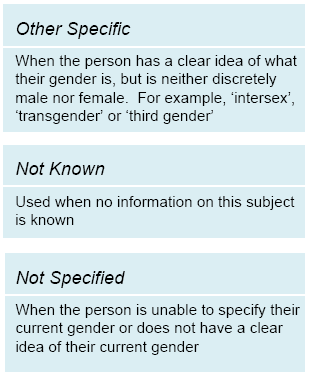 Other Specific
When the person has a clear idea of what
their gender is, but is neither discretely
male nor female.  For example, ‘intersex’,
‘transgender’ or ‘third gender’
Not Known
Used when no information on this subject
is known
Not Specified
When the person is unable to specify their
current gender or does not have a clear
idea of their current gender